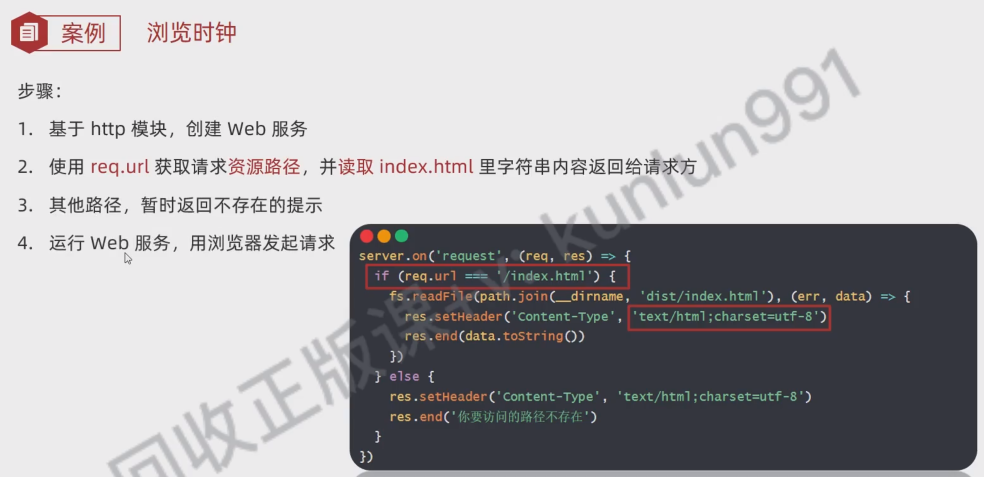 案例 浏览时钟
步骤：
1. 基于 http 模块，创建 Web 服务
2. 使用 req.url 获取请求资源路径，并读取 index.html 里字符串内容返回给请求方
3. 其他路径，暂时返回不存在的提示
4. 运行 Web 服务，用浏览器发起请求
server.on('request', (req, res) => {
if (req.url === '/index.html') {
fs.readFile(path.join(__dirname, 'dist/index.html'), (err, data) => {
res.setHeader('Content-Type', 'text/html;charset=utf-8')
res.end(data.toString())
})
} else {
res.setHeader('Content-Type', 'text/html;charset=utf-8')
res.end('你要访问的路径不存在')
}
})
回收正版课+v: kunlun991